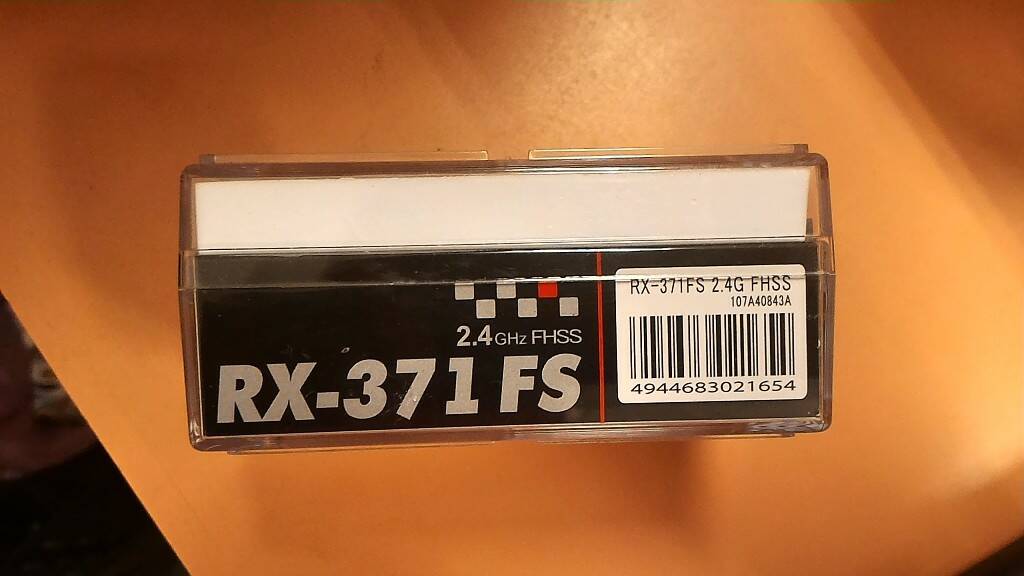 2.4GHz FHSS
RX-371FS
RX-371FS 2.4G FHSS
107A40843A
4944683021654